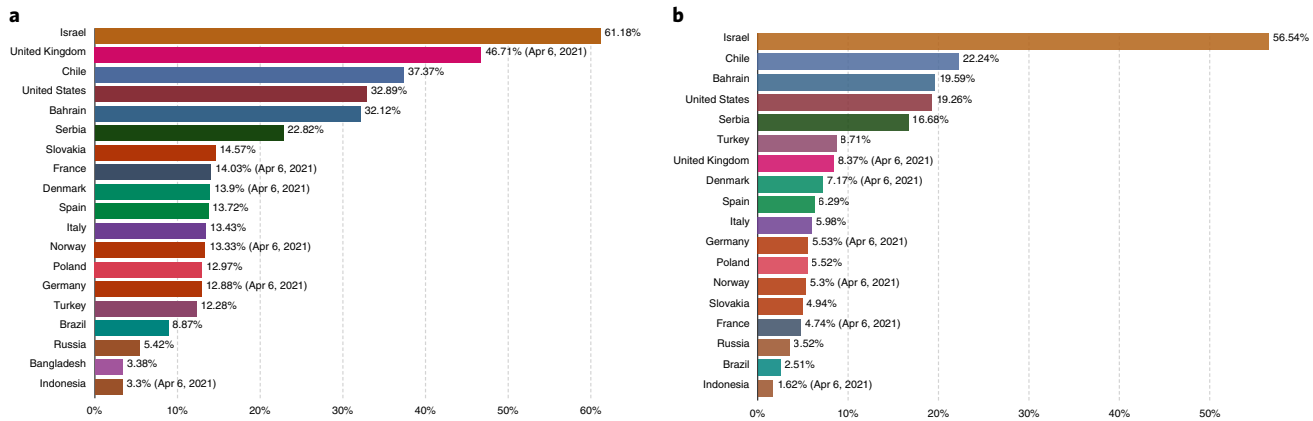 a
Israel 61.18%
United Kingdom 46.71% (Apr 6, 2021)
Chile 37.37%
United States 32.89%
Bahrain 32.12%
Serbia 22.82%
Slovakia 14.57%
France 14.03% (Apr 6, 2021)
Denmark 13.9% (Apr 6, 2021)
Spain 13.72%
Italy 13.43%
Norway 13.33% (Apr 6, 2021)
Poland 12.97%
Germany 12.88% (Apr 6, 2021)
Turkey 12.28%
Brazil 8.87%
Russia 5.42%
Bangladesh 3.38%
Indonesia 3.3% (Apr 6, 2021)
0% 10% 20% 30% 40% 50% 60%
b
Israel 56.54%
Chile 22.24%
Bahrain 19.59%
United States 19.26%
Serbia 16.68%
Turkey 8.71%
United Kingdom 8.37% (Apr 6, 2021)
Denmark 7.17% (Apr 6, 2021)
Spain 6.29%
Italy 5.98%
Germany 5.53% (Apr 6, 2021)
Poland 5.52%
Norway 5.3% (Apr 6, 2021)
Slovakia 4.94%
France 4.74% (Apr 6, 2021)
Russia 3.52%
Brazil 2.51%
Indonesia 1.62% (Apr 6, 2021)
0% 10% 20% 30% 40% 50%